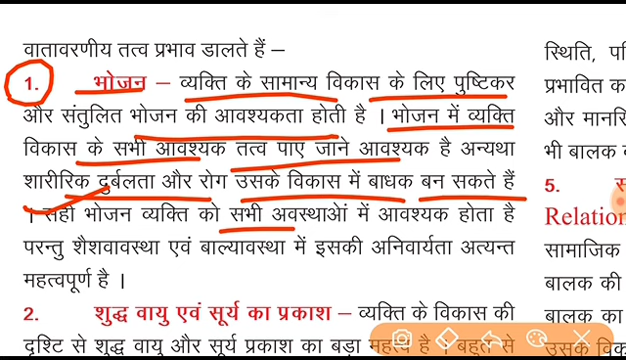 वातावरणीय तत्व प्रभाव डालते हैं –
1. भोजन – व्यक्ति के सामान्य विकास के लिए पुष्टिकर
और संतुलित भोजन की आवश्यकता होती है । भोजन में व्यक्ति
विकास के सभी आवश्यक तत्व पाए जाने आवश्यक है अन्यथा
शारीरिक दुर्बलता और रोग उसके विकास में बाधक बन सकते हैं
। सही भोजन व्यक्ति को सभी अवस्थाओं में आवश्यक होता है
परन्तु शैशवावस्था एवं बाल्यावस्था में इसकी अनिवार्यता अत्यन्त
महत्वपूर्ण है ।
2. शुद्ध वायु एवं सूर्य का प्रकाश – व्यक्ति के विकास की
दृष्टि से शुद्ध वायु और सूर्य प्रकाश का बड़ा महत्व है । बहुत से
स्थिति,
प्रभावित
और
भी बालक
5.
Relation
सामाजिक
बालक की
बालक का
उसके